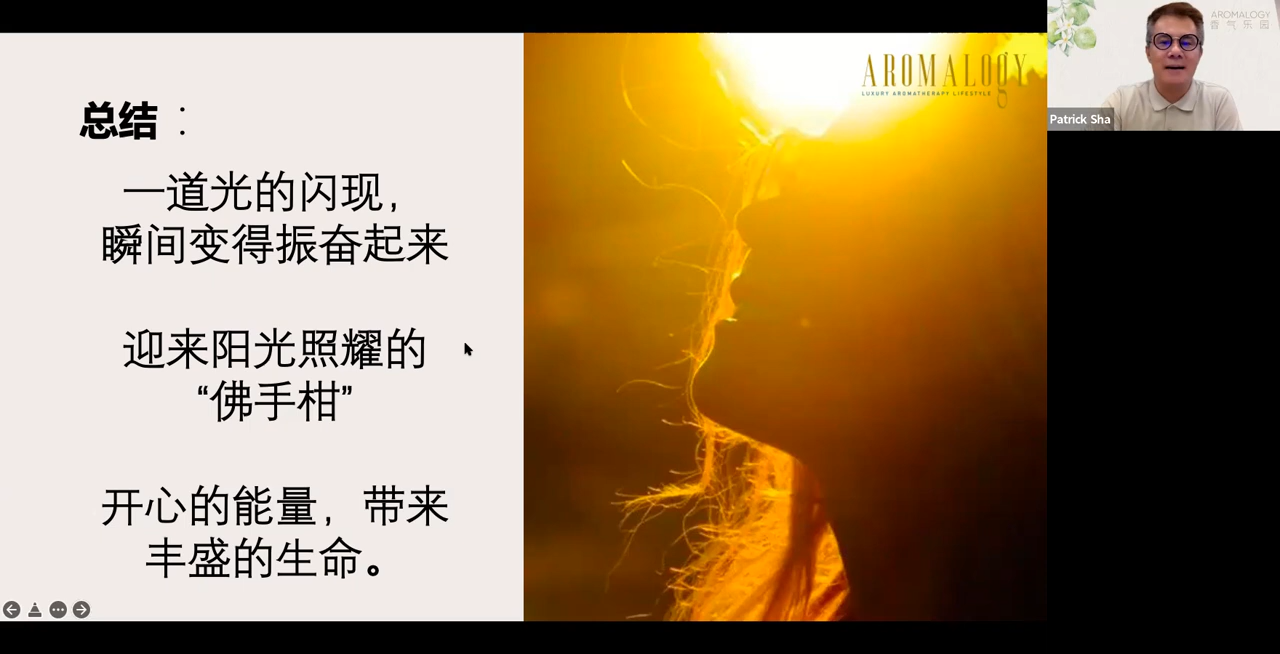 总结：
一道光的闪现，
瞬间变得振奋起来
迎来阳光照耀的
“佛手柑”
开心的能量，带来
丰盛的生命。
AROMALOGY
LUXURY AROMATHERAPY LIFESTYLE
AROMALOGY
香气乐园
Patrick Sha